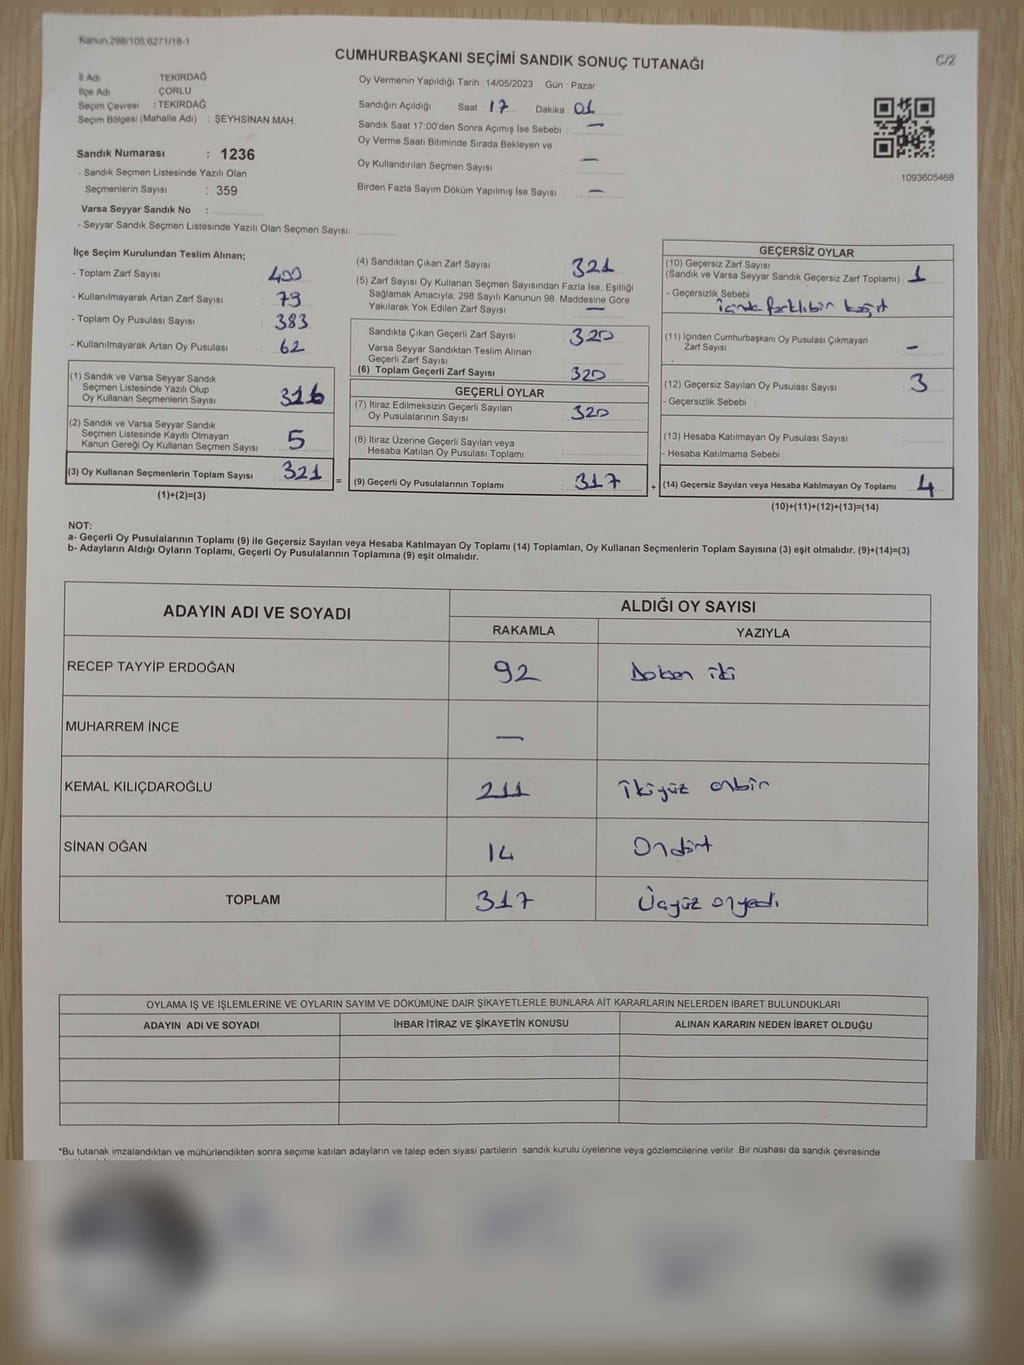 Kanun.298/105.6271/18-1
C/2
CUMHURBAŞKANI SEÇİMİ SANDIK SONUÇ TUTANAĞI
İl Adı : TEKİRDAĞ
İlçe Adı : ÇORLU
Seçim Çevresi : TEKİRDAĞ
Seçim Bölgesi (Mahalle Adı) : ŞEYHSİNAN MAH.
Sandık Numarası : 1236
- Sandık Seçmen Listesinde Yazılı Olan
Seçmenlerin Sayısı : 359
Varsa Seyyar Sandık No :
- Seyyar Sandık Seçmen Listesinde Yazılı Olan Seçmen Sayısı:
Oy Vermenin Yapıldığı Tarih : 14/05/2023 Gün : Pazar
Sandığın Açıldığı Saat : 17 Dakika : 01
Sandık Saat 17:00'den Sonra Açımış İse Sebebi : —
Oy Verme Saati Bitiminde Sırada Bekleyen ve
Oy Kullandırılan Seçmen Sayısı : —
Birden Fazla Sayım Döküm Yapılmış İse Sayısı : —
1093605468
İlçe Seçim Kurulundan Teslim Alınan;
- Toplam Zarf Sayısı : 400
- Kullanılmayarak Artan Zarf Sayısı : 79
- Toplam Oy Pusulası Sayısı : 383
- Kullanılmayarak Artan Oy Pusulası : 62
(1) Sandık ve Varsa Seyyar Sandık
Seçmen Listesinde Yazılı Olup
Oy Kullanan Seçmenlerin Sayısı : 316
(2) Sandık ve Varsa Seyyar Sandık
Seçmen Listesinde Kayıtlı Olmayan
Kanun Gereği Oy Kullanan Seçmen Sayısı : 5
(3) Oy Kullanan Seçmenlerin Toplam Sayısı : 321 =
(1)+(2)=(3)
(4) Sandıktan Çıkan Zarf Sayısı : 321
(5) Zarf Sayısı Oy Kullanan Seçmen Sayısından Fazla İse, Eşitliği
Sağlamak Amacıyla; 298 Sayılı Kanunun 98. Maddesine Göre
Yakılarak Yok Edilen Zarf Sayısı : —
Sandıkta Çıkan Geçerli Zarf Sayısı : 320
Varsa Seyyar Sandıktan Teslim Alınan
Geçerli Zarf Sayısı :
(6) Toplam Geçerli Zarf Sayısı : 320
GEÇERLİ OYLAR
(7) İtiraz Edilmeksizin Geçerli Sayılan
Oy Pusulalarının Sayısı : 320
(8) İtiraz Üzerine Geçerli Sayılan veya
Hesaba Katılan Oy Pusulası Toplamı :
(9) Geçerli Oy Pusulalarının Toplamı : 317 +
GEÇERSİZ OYLAR
(10) Geçersiz Zarf Sayısı
(Sandık ve Varsa Seyyar Sandık Geçersiz Zarf Toplamı) : 1
- Geçersizlik Sebebi :
içinde farklı bir kağıt
(11) İçinden Cumhurbaşkanı Oy Pusulası Çıkmayan
Zarf Sayısı : —
(12) Geçersiz Sayılan Oy Pusulası Sayısı : 3
- Geçersizlik Sebebi :
(13) Hesaba Katılmayan Oy Pusulası Sayısı :
- Hesaba Katılmama Sebebi :
(14) Geçersiz Sayılan veya Hesaba Katılmayan Oy Toplamı : 4
(10)+(11)+(12)+(13)=(14)
NOT:
a- Geçerli Oy Pusulalarının Toplamı (9) ile Geçersiz Sayılan veya Hesaba Katılmayan Oy Toplamı (14) Toplamları, Oy Kullanan Seçmenlerin Toplam Sayısına (3) eşit olmalıdır. (9)+(14)=(3)
b- Adayların Aldığı Oyların Toplamı, Geçerli Oy Pusulalarının Toplamına (9) eşit olmalıdır.
ADAYIN ADI VE SOYADI ALDIĞI OY SAYISI
RAKAMLA YAZIYLA
RECEP TAYYİP ERDOĞAN 92 Doksan iki
MUHARREM İNCE —
KEMAL KILIÇDAROĞLU 211 İkiyüz onbir
SİNAN OĞAN 14 Ondört
TOPLAM 317 Üçyüz onyedi
OYLAMA İŞ VE İŞLEMLERİNE VE OYLARIN SAYIM VE DÖKÜMÜNE DAİR ŞİKAYETLERLE BUNLARA AİT KARARLARIN NELERDEN İBARET BULUNDUKLARI
ADAYIN ADI VE SOYADI İHBAR İTİRAZ VE ŞİKAYETİN KONUSU ALINAN KARARIN NEDEN İBARET OLDUĞU
*Bu tutanak imzalandıktan ve mühürlendikten sonra seçime katılan adayların ve talep eden siyasi partilerin sandık kurulu üyelerine veya gözlemcilerine verilir. Bir nüshası da sandık çevresinde